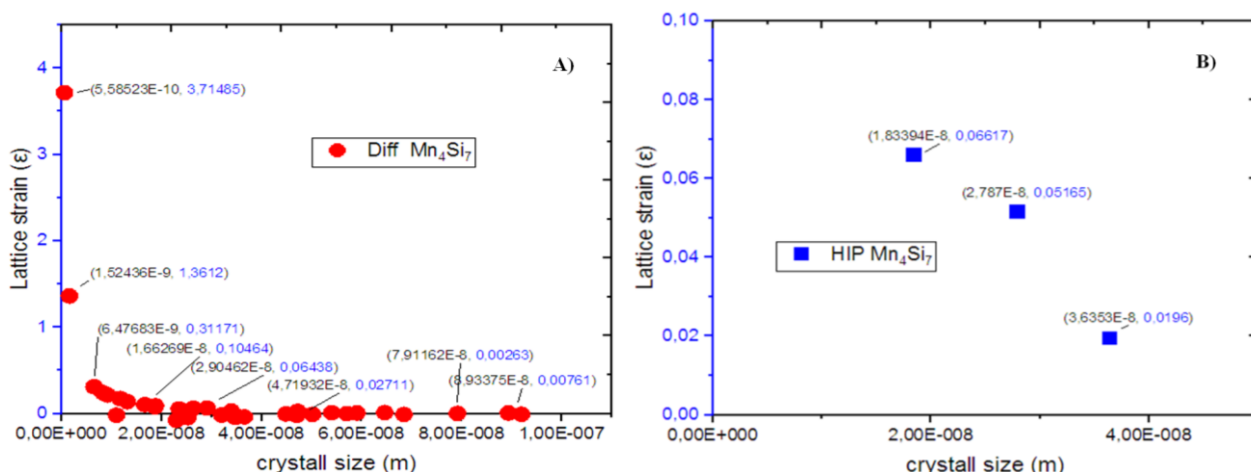 A)
4
3
2
1
0
Lattice strain (ε)
(5,58523E-10, 3,71485)
Diff Mn₄Si₇
(1,52436E-9, 1,3612)
(6,47683E-9, 0,31171)
(1,66269E-8, 0,10464)
(2,90462E-8, 0,06438)
(4,71932E-8, 0,02711)
(7,91162E-8, 0,00263)
(8,93375E-8, 0,00761)
0,00E+000 2,00E-008 4,00E-008 6,00E-008 8,00E-008 1,00E-007
crystall size (m)
B)
0,10
0,08
0,06
0,04
0,02
0,00
Lattice strain (ε)
(1,83394E-8, 0,06617)
(2,787E-8, 0,05165)
HIP Mn₄Si₇
(3,6353E-8, 0,0196)
0,00E+000 2,00E-008 4,00E-008
crystall size (m)